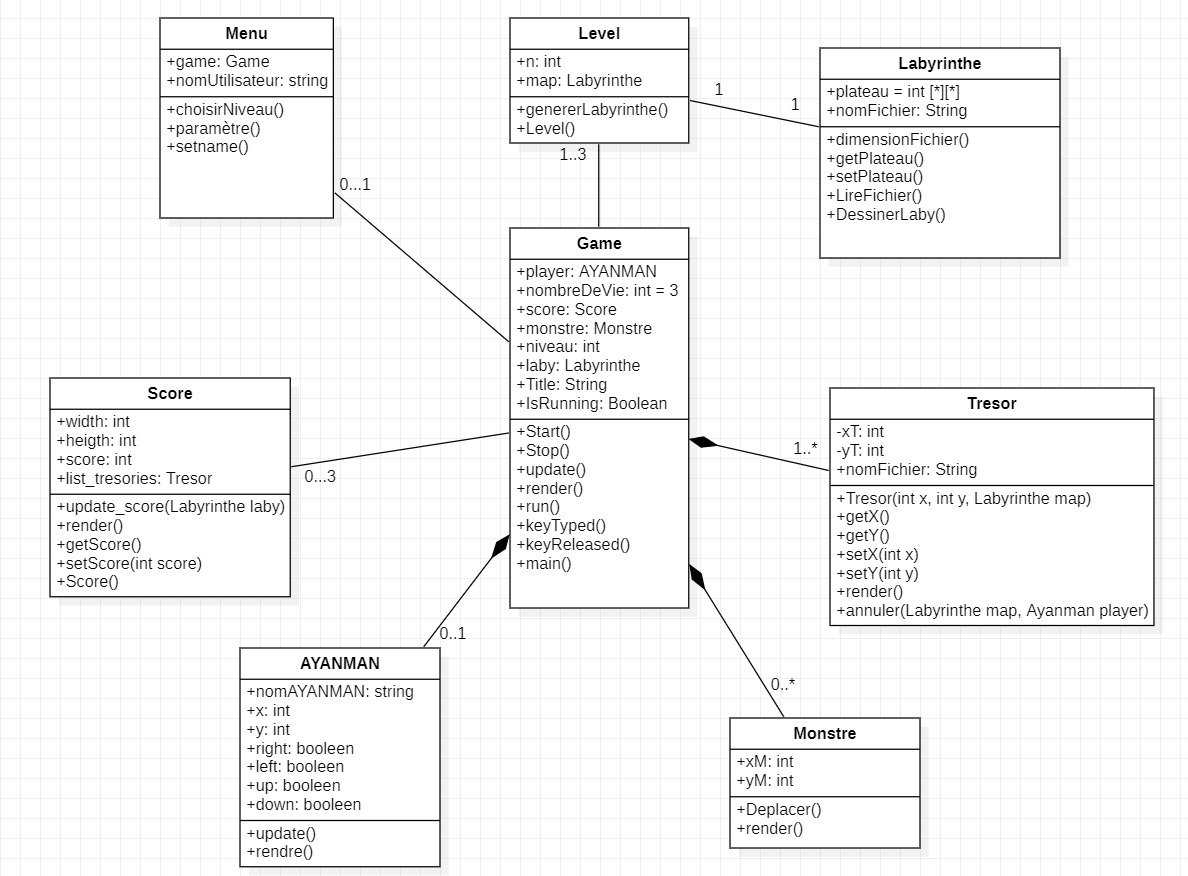 Menu
+game: Game
+nomUtilisateur: string
+choisirNiveau()
+paramètre()
+setname()
0...1
Level
+n: int
+map: Labyrinthe
+genererLabyrinthe()
+Level()
1
1
1..3
Labyrinthe
+plateau = int [*][*]
+nomFichier: String
+dimensionFichier()
+getPlateau()
+setPlateau()
+LireFichier()
+DessinerLaby()
Game
+player: AYANMAN
+nombreDeVie: int = 3
+score: Score
+monstre: Monstre
+niveau: int
+laby: Labyrinthe
+Title: String
+IsRunning: Boolean
+Start()
+Stop()
+update()
+render()
+run()
+keyTyped()
+keyReleased()
+main()
Score
+width: int
+heigth: int
+score: int
+list_tresories: Tresor
+update_score(Labyrinthe laby)
+render()
+getScore()
+setScore(int score)
+Score()
0...3
1..*
Tresor
-xT: int
-yT: int
+nomFichier: String
+Tresor(int x, int y, Labyrinthe map)
+getX()
+getY()
+setX(int x)
+setY(int y)
+render()
+annuler(Labyrinthe map, Ayanman player)
0..1
AYANMAN
+nomAYANMAN: string
+x: int
+y: int
+right: booleen
+left: booleen
+up: booleen
+down: booleen
+update()
+rendre()
0..*
Monstre
+xM: int
+yM: int
+Deplacer()
+render()